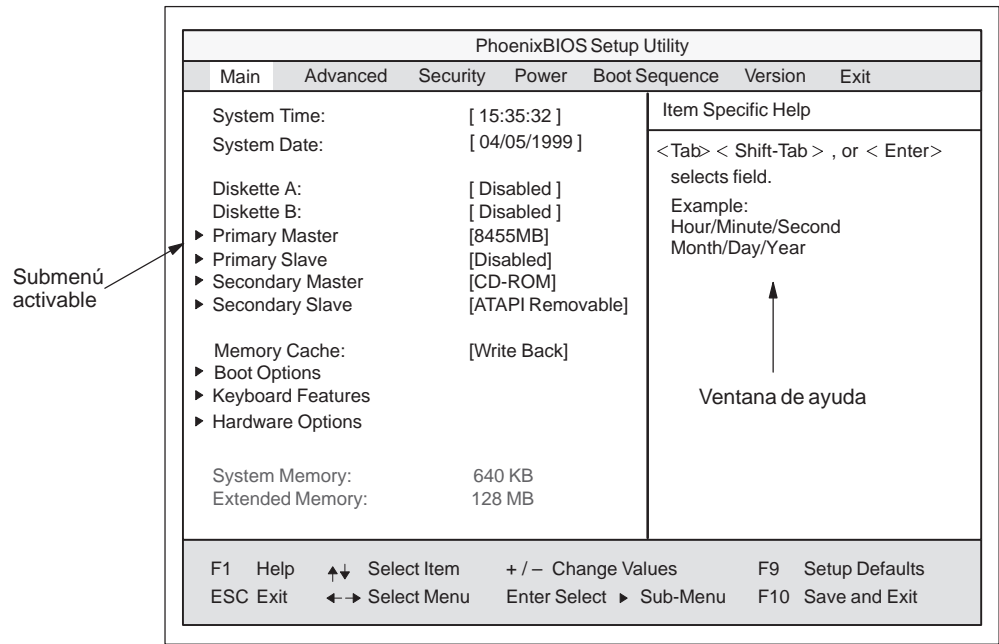 PhoenixBIOS Setup Utility
Main Advanced Security Power Boot Sequence Version Exit
System Time: [ 15:35:32 ]
System Date: [ 04/05/1999 ]
Diskette A: [ Disabled ]
Diskette B: [ Disabled ]
Primary Master [8455MB]
Primary Slave [Disabled]
Secondary Master [CD-ROM]
Secondary Slave [ATAPI Removable]
Memory Cache: [Write Back]
Boot Options
Keyboard Features
Hardware Options
System Memory: 640 KB
Extended Memory: 128 MB
Item Specific Help
<Tab> < Shift-Tab > , or < Enter>
selects field.
Example:
Hour/Minute/Second
Month/Day/Year
Ventana de ayuda
Submenú
activable
F1 Help Select Item + / – Change Values F9 Setup Defaults
ESC Exit Select Menu Enter Select Sub-Menu F10 Save and Exit